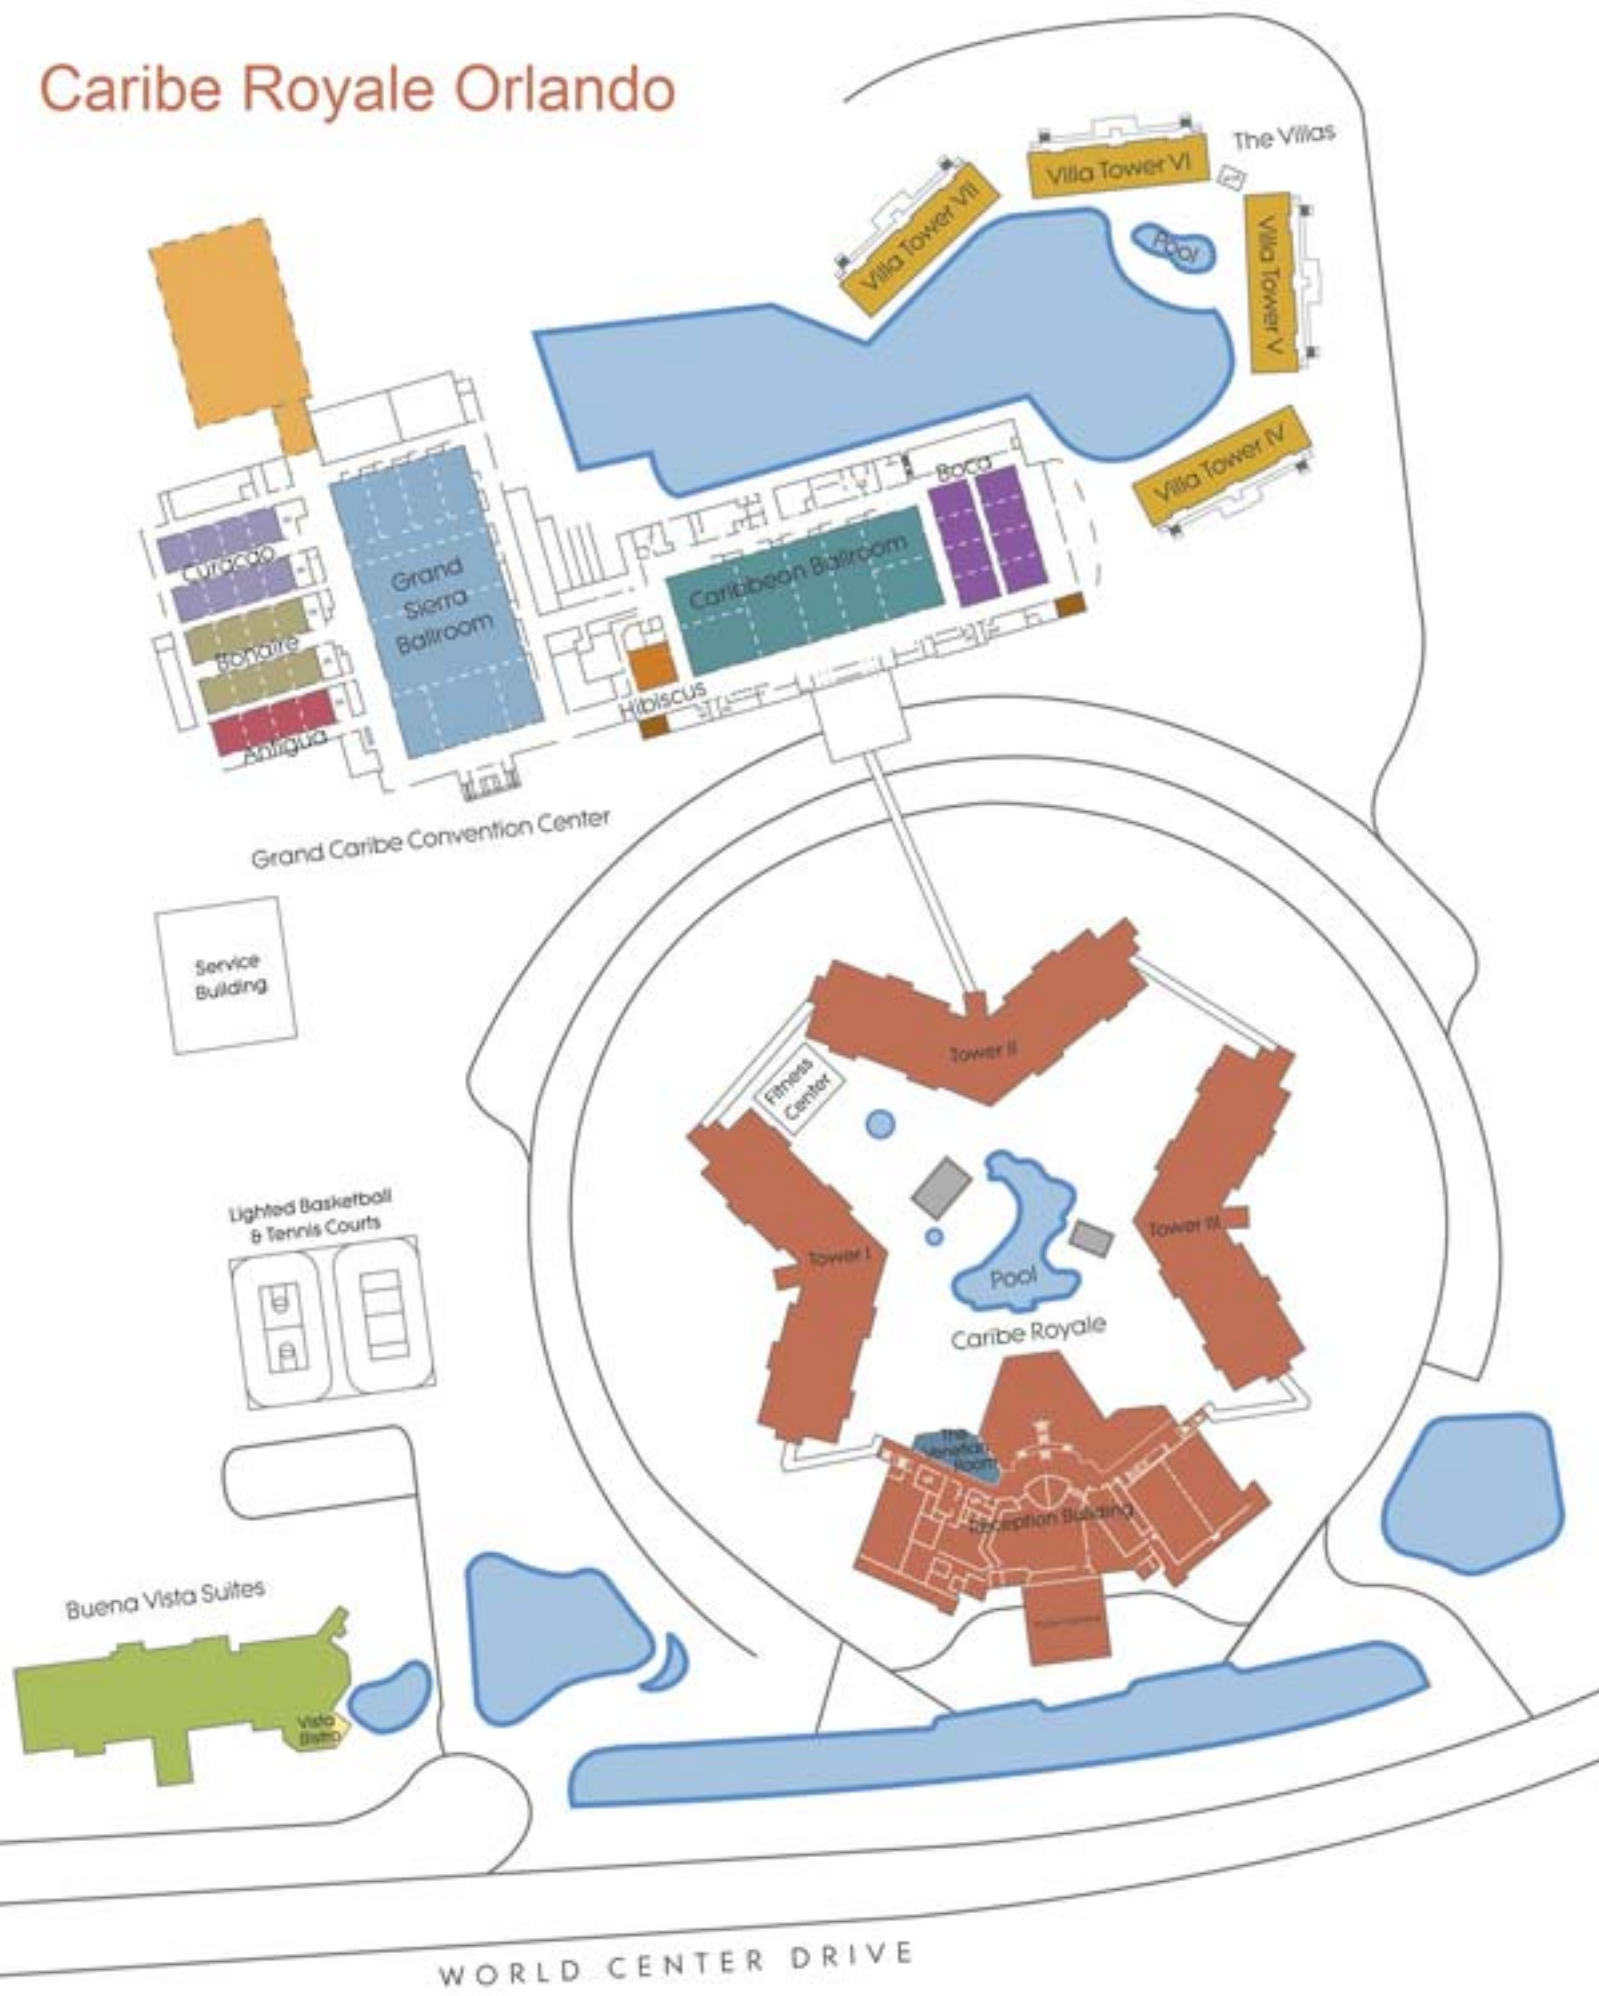 Caribe Royale Orlando
The Villas
Villa Tower VI
Villa Tower VII
Pool
Villa Tower V
Villa Tower IV
Boca
Caribbean Ballroom
Grand
Sierra
Ballroom
Curacao
Bonaire
Antigua
Hibiscus
Grand Caribe Convention Center
Service
Building
Tower II
Fitness
Center
Lighted Basketball
& Tennis Courts
Tower I
Tower III
Pool
Caribe Royale
The
Venetian
Room
Reception Building
Buena Vista Suites
Vista
Bistro
WORLD CENTER DRIVE